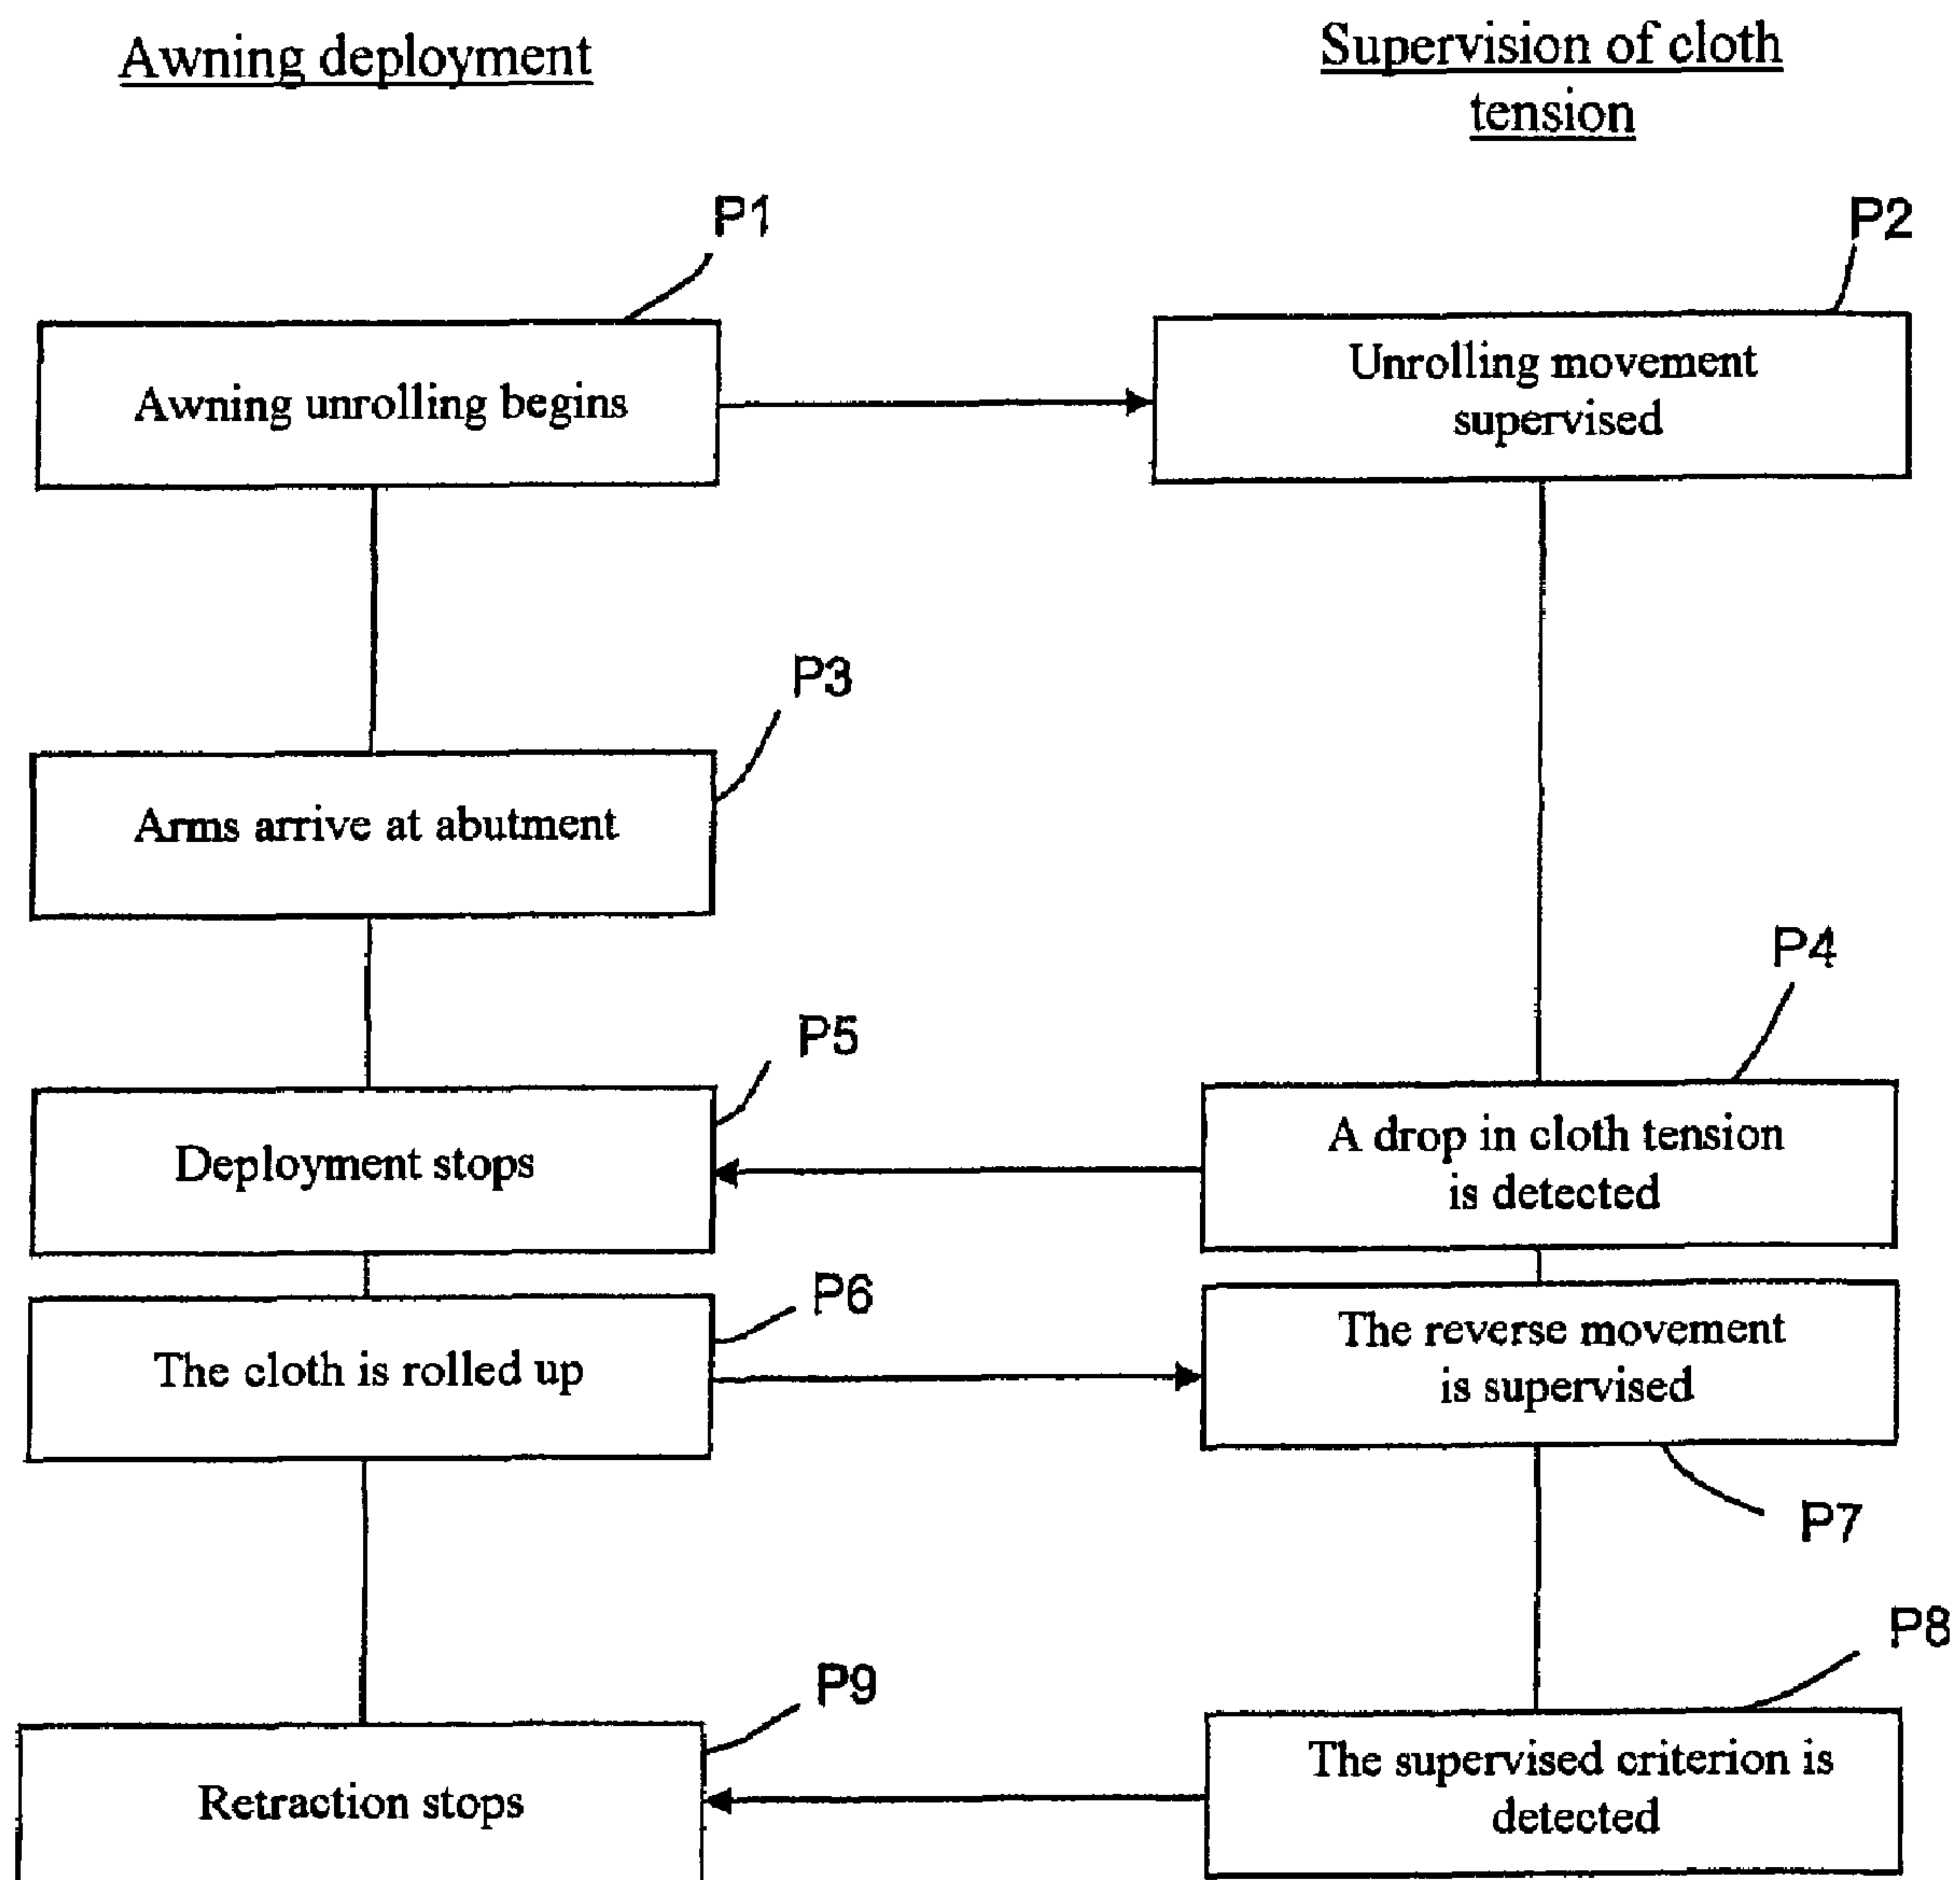 Awning deployment
Supervision of cloth
tension
P1
P2
Awning unrolling begins
Unrolling movement
supervised
P3
Arms arrive at abutment
P4
P5
Deployment stops
A drop in cloth tension
is detected
P6
The cloth is rolled up
The reverse movement
is supervised
P7
P8
P9
Retraction stops
The supervised criterion is
detected